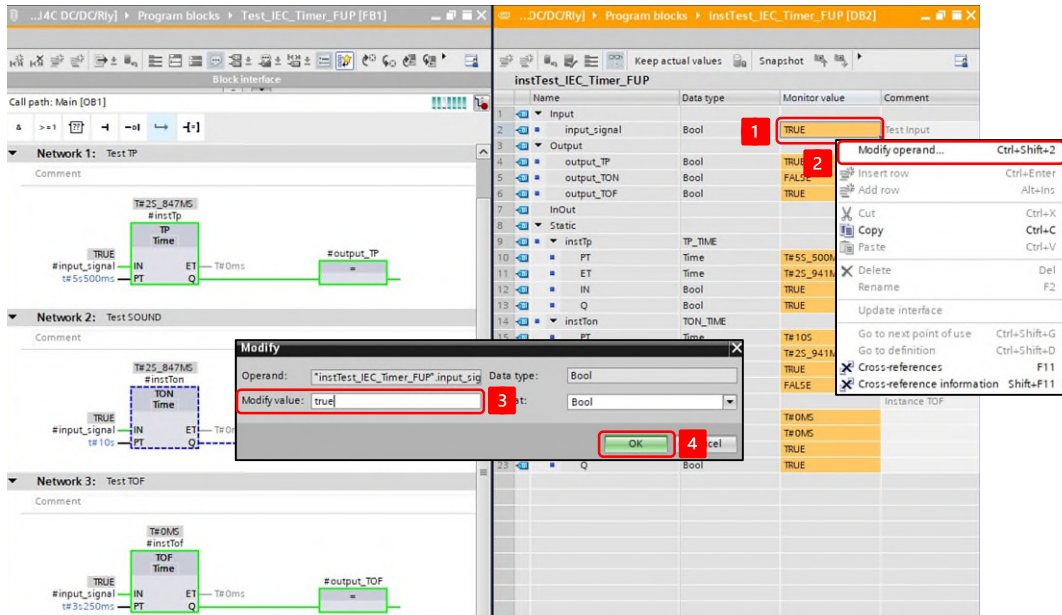 ...J4C DC/DC/Rly] ▸ Program blocks ▸ Test_IEC_Timer_FUP [FB1]
Block interface
Call path: Main [OB1]
& >=1 [??]
Network 1: Test TP
Comment
T#2S_847MS
#instTp
TP
Time
TRUE
#input_signal IN ET T#0ms
t#5s500ms PT Q
#output_TP
=
Network 2: Test SOUND
Comment
T#2S_847MS
#instTon
TON
Time
TRUE
#input_signal IN ET
t#10s PT Q
Network 3: Test TOF
Comment
T#0MS
#instTof
TOF
Time
TRUE
#input_signal IN ET T#0ms
t#3s250ms PT Q
#output_TOF
=
...DC/DC/Rly] ▸ Program blocks ▸ instTest_IEC_Timer_FUP [DB2]
Keep actual values Snapshot
instTest_IEC_Timer_FUP
Name Data type Monitor value Comment
1 Input
2 input_signal Bool TRUE Test Input
3 Output
4 output_TP Bool TRUE
5 output_TON Bool FALSE
6 output_TOF Bool TRUE
7 InOut
8 Static
9 instTp TP_TIME
10 PT Time T#5S_500M
11 ET Time T#2S_941M
12 IN Bool TRUE
13 Q Bool TRUE
14 instTon TON_TIME
15 PT Time T#10S
T#2S_941M
TRUE
FALSE
Instance TOF
T#0MS
T#0MS
TRUE
23 Q Bool TRUE
1
2
Modify operand... Ctrl+Shift+2
Insert row Ctrl+Enter
Add row Alt+Ins
Cut Ctrl+X
Copy Ctrl+C
Paste Ctrl+V
Delete Del
Rename F2
Update interface
Go to next point of use Ctrl+Shift+G
Go to definition Ctrl+Shift+D
Cross-references F11
Cross-reference information Shift+F11
Modify
Operand: "instTest_IEC_Timer_FUP".input_sig Data type: Bool
Modify value: true 3 at: Bool
OK 4 cel